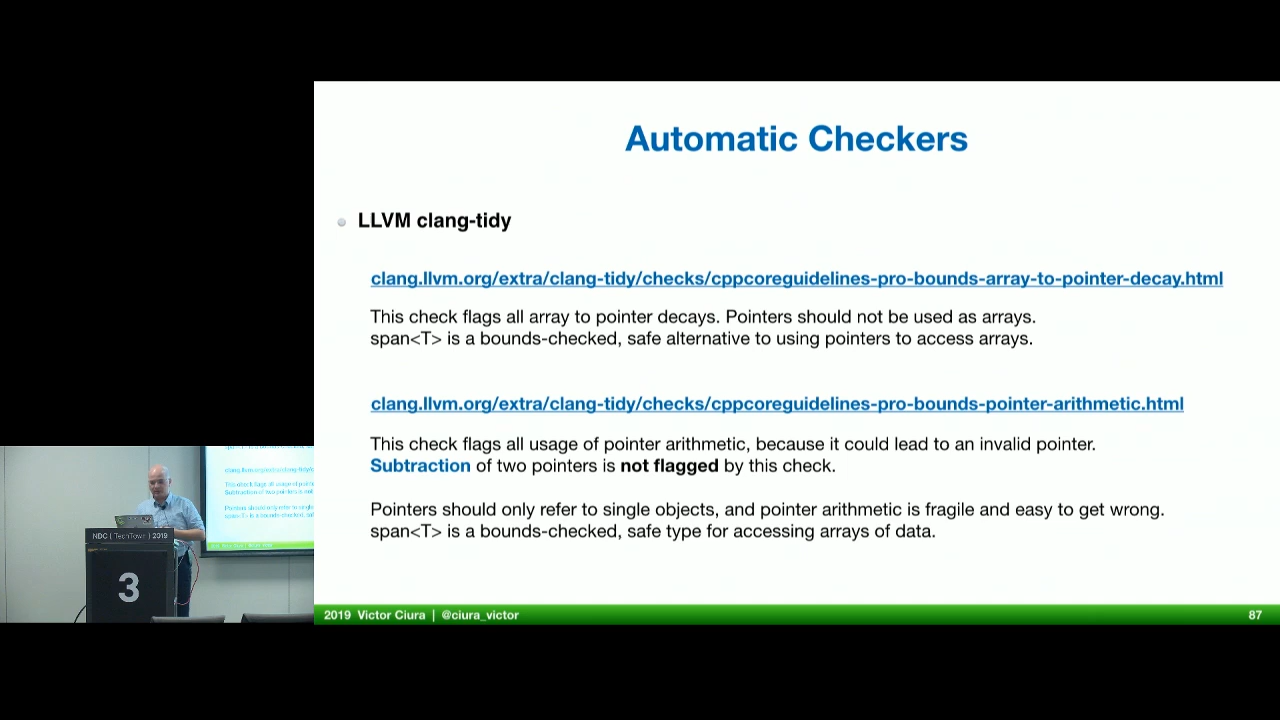 Automatic Checkers
LLVM clang-tidy
clang.llvm.org/extra/clang-tidy/checks/cppcoreguidelines-pro-bounds-array-to-pointer-decay.html
This check flags all array to pointer decays. Pointers should not be used as arrays.
span<T> is a bounds-checked, safe alternative to using pointers to access arrays.
clang.llvm.org/extra/clang-tidy/checks/cppcoreguidelines-pro-bounds-pointer-arithmetic.html
This check flags all usage of pointer arithmetic, because it could lead to an invalid pointer.
Subtraction of two pointers is not flagged by this check.
Pointers should only refer to single objects, and pointer arithmetic is fragile and easy to get wrong.
span<T> is a bounds-checked, safe type for accessing arrays of data.
2019 Victor Ciura | @ciura_victor
87
NDC { TechTown } 2019
3